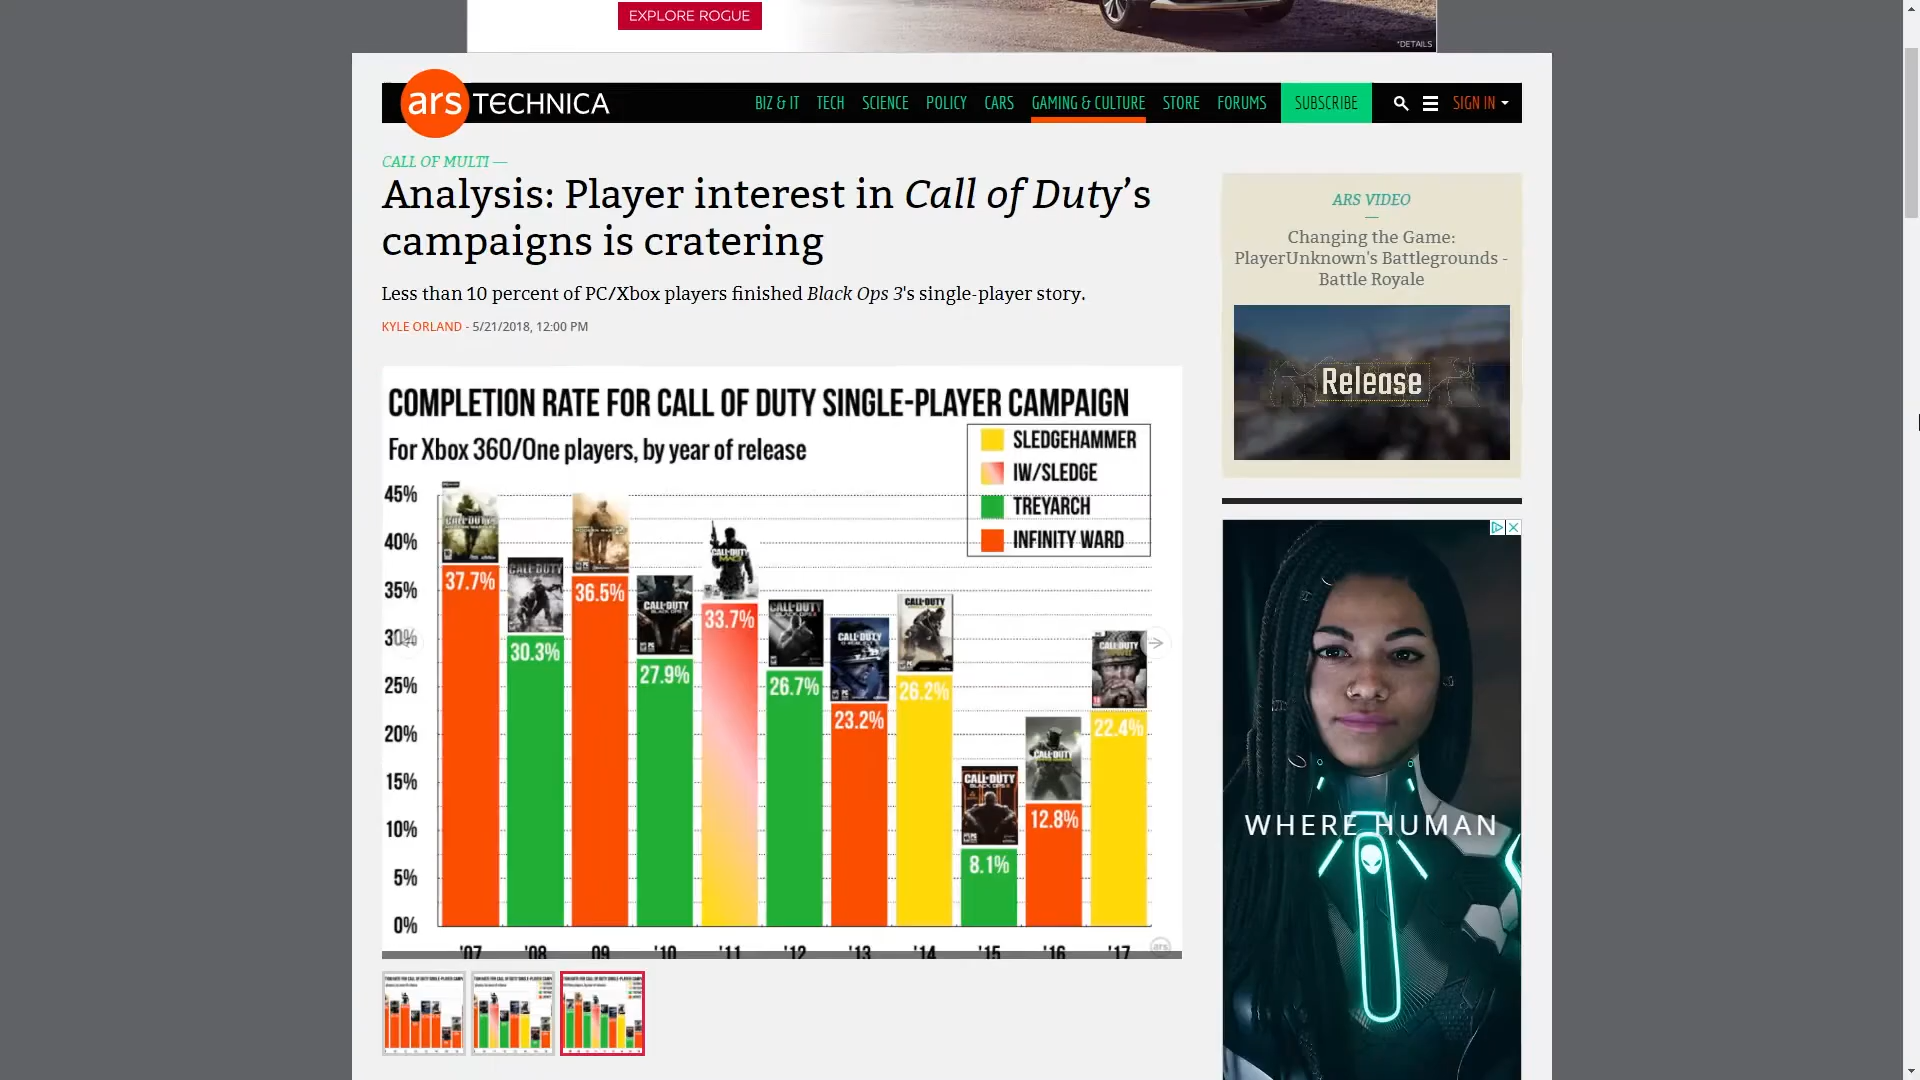 EXPLORE ROGUE
*DETAILS
ars TECHNICA
BIZ & IT TECH SCIENCE POLICY CARS GAMING & CULTURE STORE FORUMS SUBSCRIBE SIGN IN
CALL OF MULTI —
Analysis: Player interest in Call of Duty’s
campaigns is cratering
Less than 10 percent of PC/Xbox players finished Black Ops 3's single-player story.
KYLE ORLAND - 5/21/2018, 12:00 PM
COMPLETION RATE FOR CALL OF DUTY SINGLE-PLAYER CAMPAIGN
For Xbox 360/One players, by year of release
SLEDGEHAMMER
IW/SLEDGE
TREYARCH
INFINITY WARD
45%
40%
35%
30%
25%
20%
15%
10%
5%
0%
37.7%
30.3%
36.5%
27.9%
33.7%
26.7%
23.2%
26.2%
8.1%
12.8%
22.4%
'07 '08 09 '10 '11 '12 '13 '14 '15 '16 '17
ars
ARS VIDEO
—
Changing the Game:
PlayerUnknown's Battlegrounds -
Battle Royale
Release
WHERE HUMAN